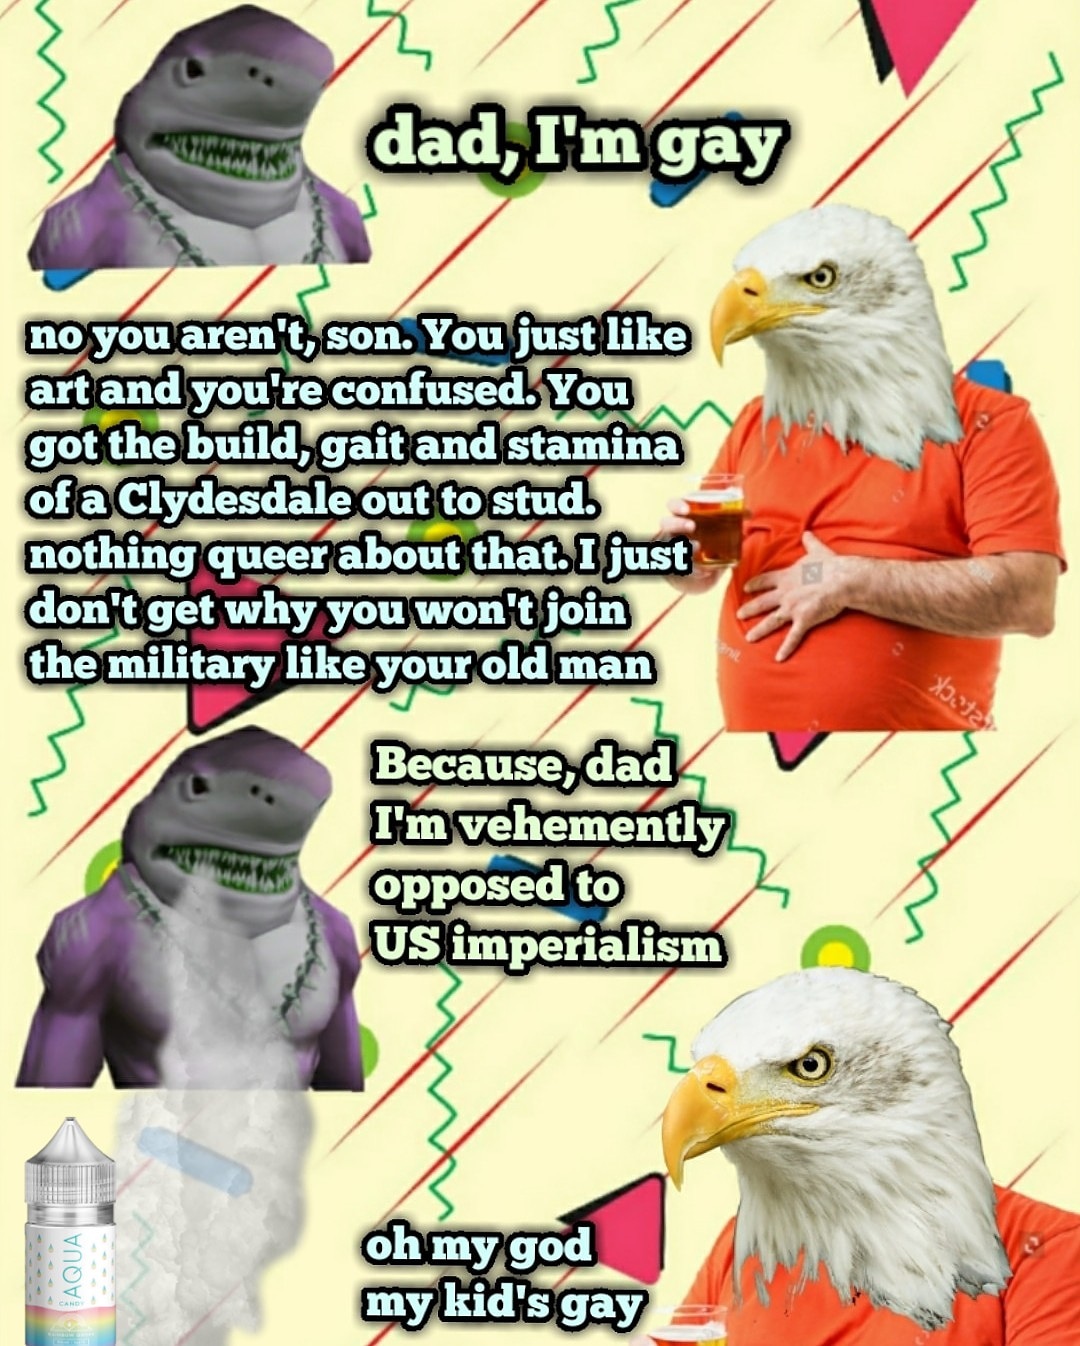 dad, I'm gay
no you aren't, son. You just like
art and you're confused. You
got the build, gait and stamina
of a Clydesdale out to stud.
nothing queer about that. I just
don't get why you won't join
the military like your old man
Because, dad
I'm vehemently
opposed to
US imperialism
AQUA
CANDY
oh my god
my kid's gay